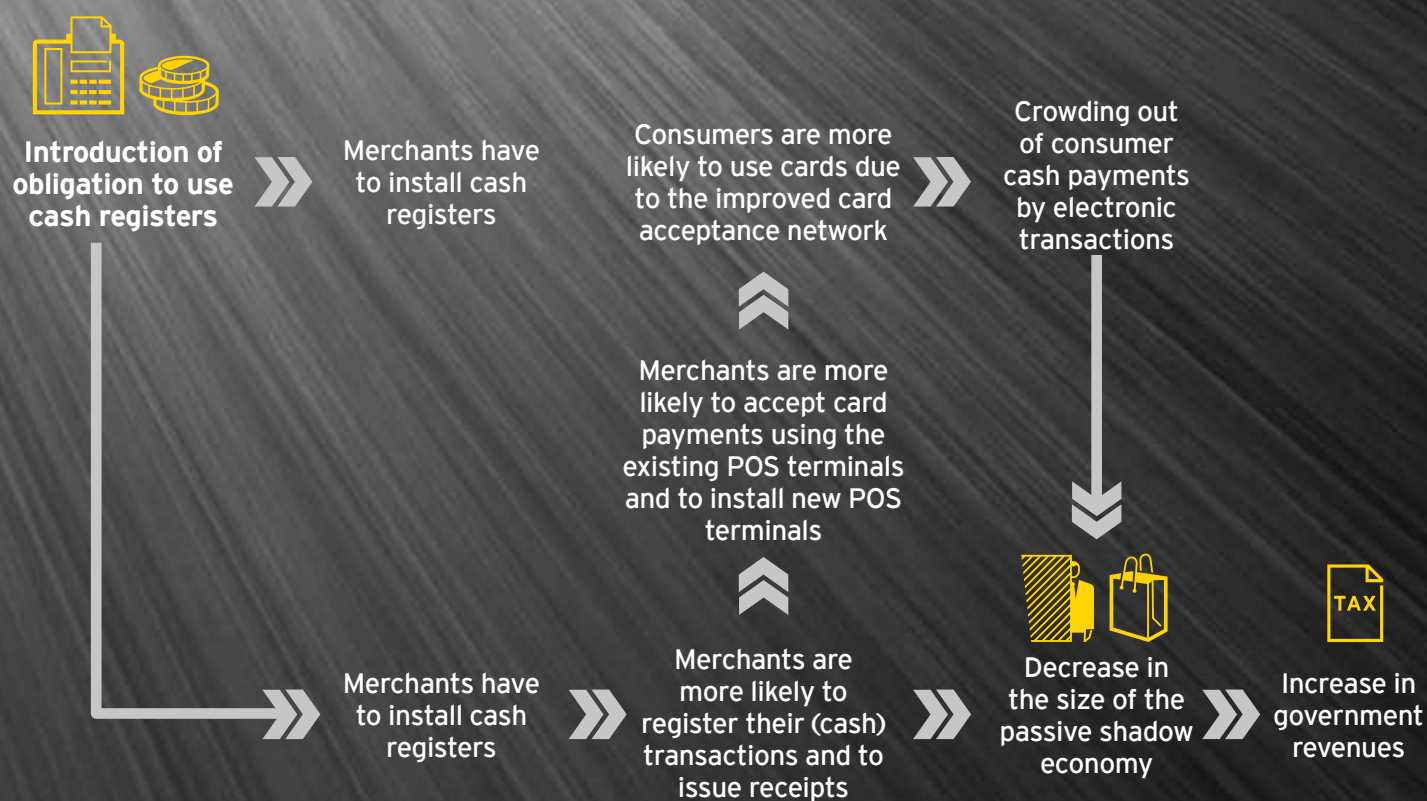 Introduction of
obligation to use
cash registers
Merchants have
to install cash
registers
Consumers are more
likely to use cards due
to the improved card
acceptance network
Crowding out
of consumer
cash payments
by electronic
transactions
Merchants are more
likely to accept card
payments using the
existing POS terminals
and to install new POS
terminals
Merchants have
to install cash
registers
Merchants are
more likely to
register their (cash)
transactions and to
issue receipts
Decrease in
the size of the
passive shadow
economy
TAX
Increase in
government
revenues